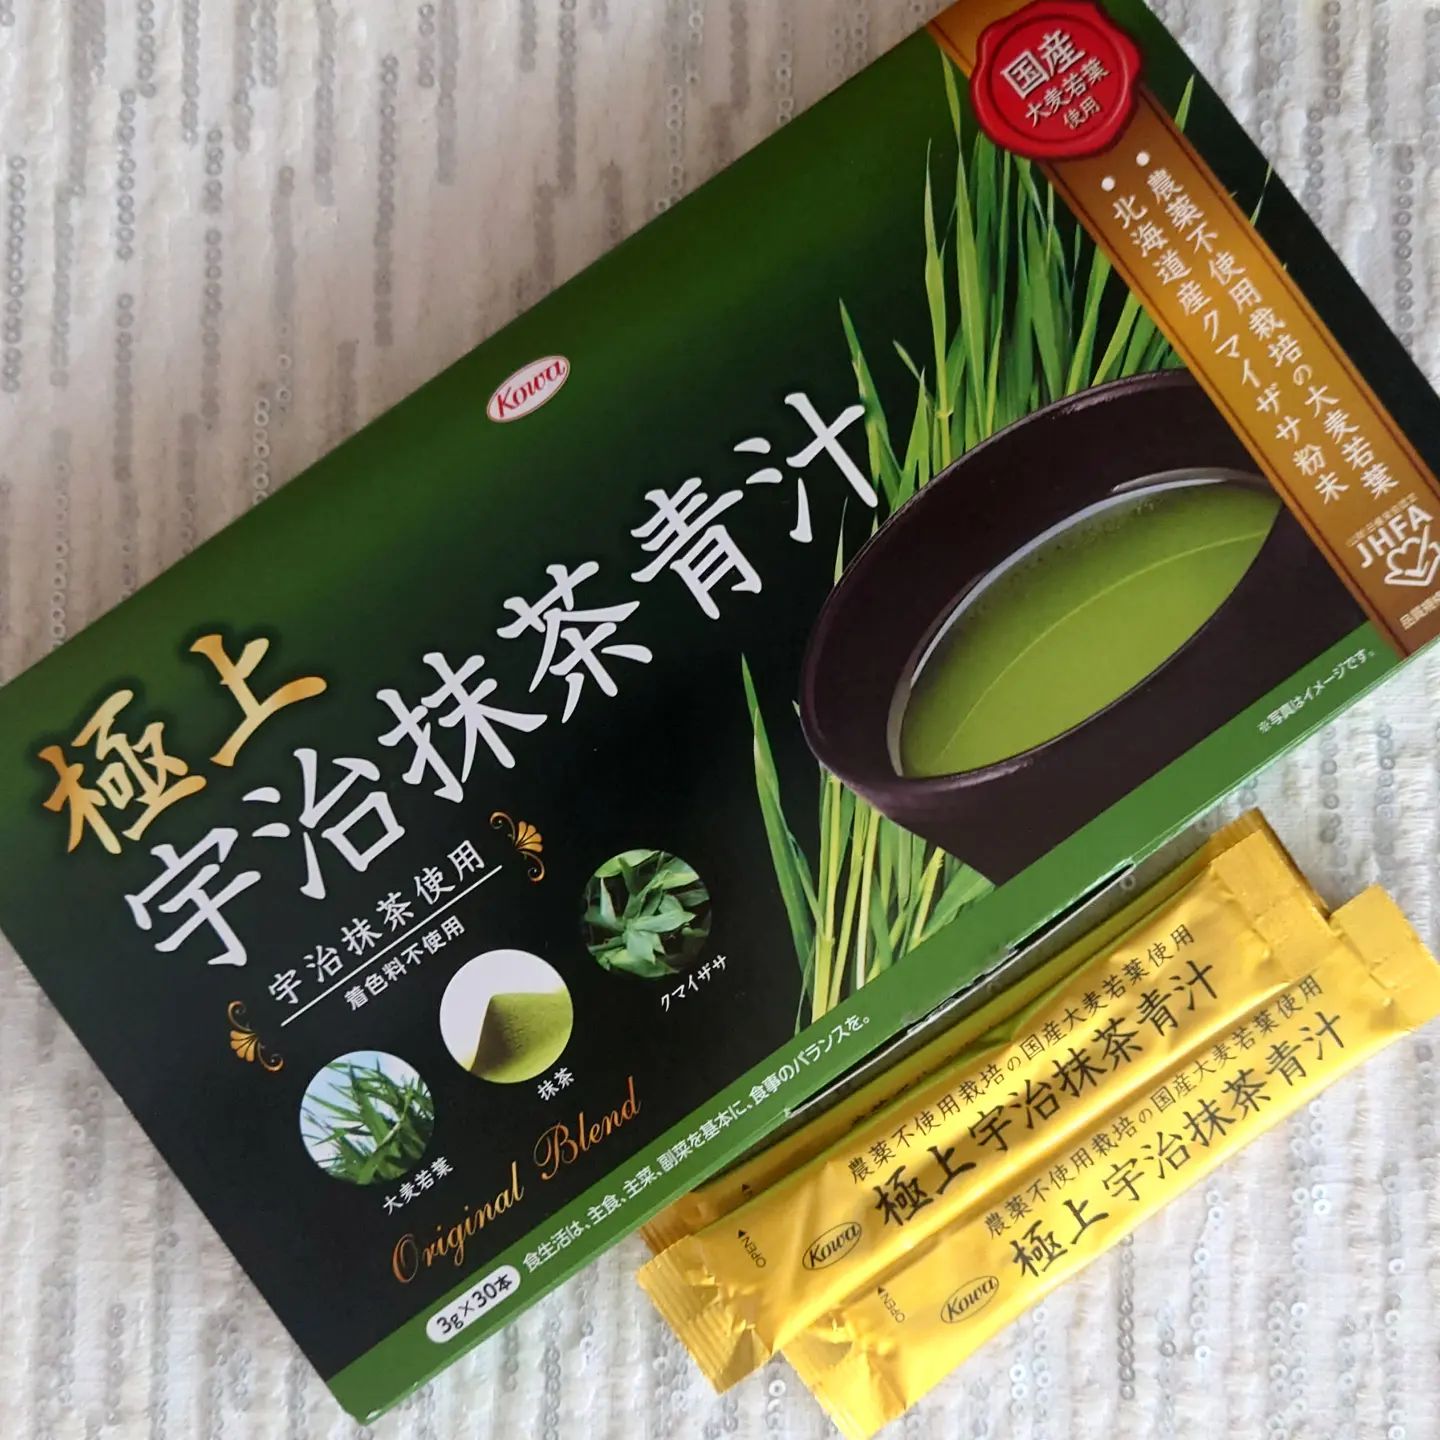 国産
大麦若葉
使用
● 農薬不使用栽培の大麦若葉
● 北海道産クマイザサ粉末
JHFA
Kowa
極上
宇治抹茶青汁
宇治抹茶使用
着色料不使用
クマイザサ
抹茶
大麦若葉
Original Blend
※写真はイメージです。
3g×30本
食生活は、主食、主菜、副菜を基本に、食事のバランスを。
農薬不使用栽培の国産大麦若葉使用
極上 宇治抹茶青汁
Kowa
▲OPEN
農薬不使用栽培の国産大麦若葉使用
極上 宇治抹茶青汁
Kowa
▲OPEN